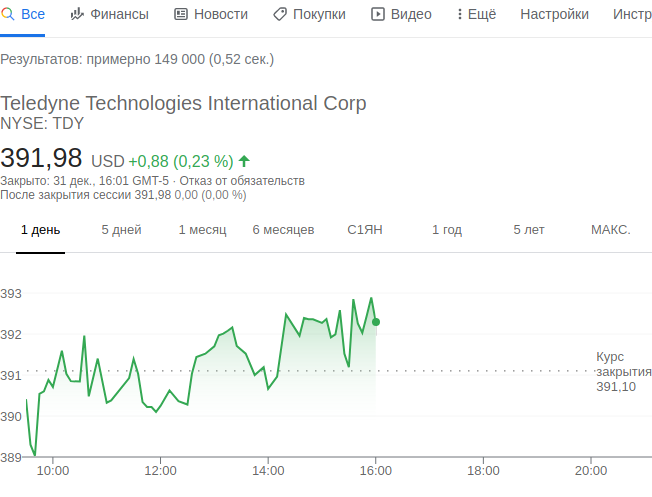 Все Финансы Новости Покупки Видео Ещё Настройки Инстр
Результатов: примерно 149 000 (0,52 сек.)
Teledyne Technologies International Corp
NYSE: TDY
391,98 USD +0,88 (0,23 %)
Закрыто: 31 дек., 16:01 GMT-5 · Отказ от обязательств
После закрытия сессии 391,98 0,00 (0,00 %)
1 день 5 дней 1 месяц 6 месяцев С1ЯН 1 год 5 лет МАКС.
393
392
391
390
389
Курс
закрытия
391,10
10:00 12:00 14:00 16:00 18:00 20:00